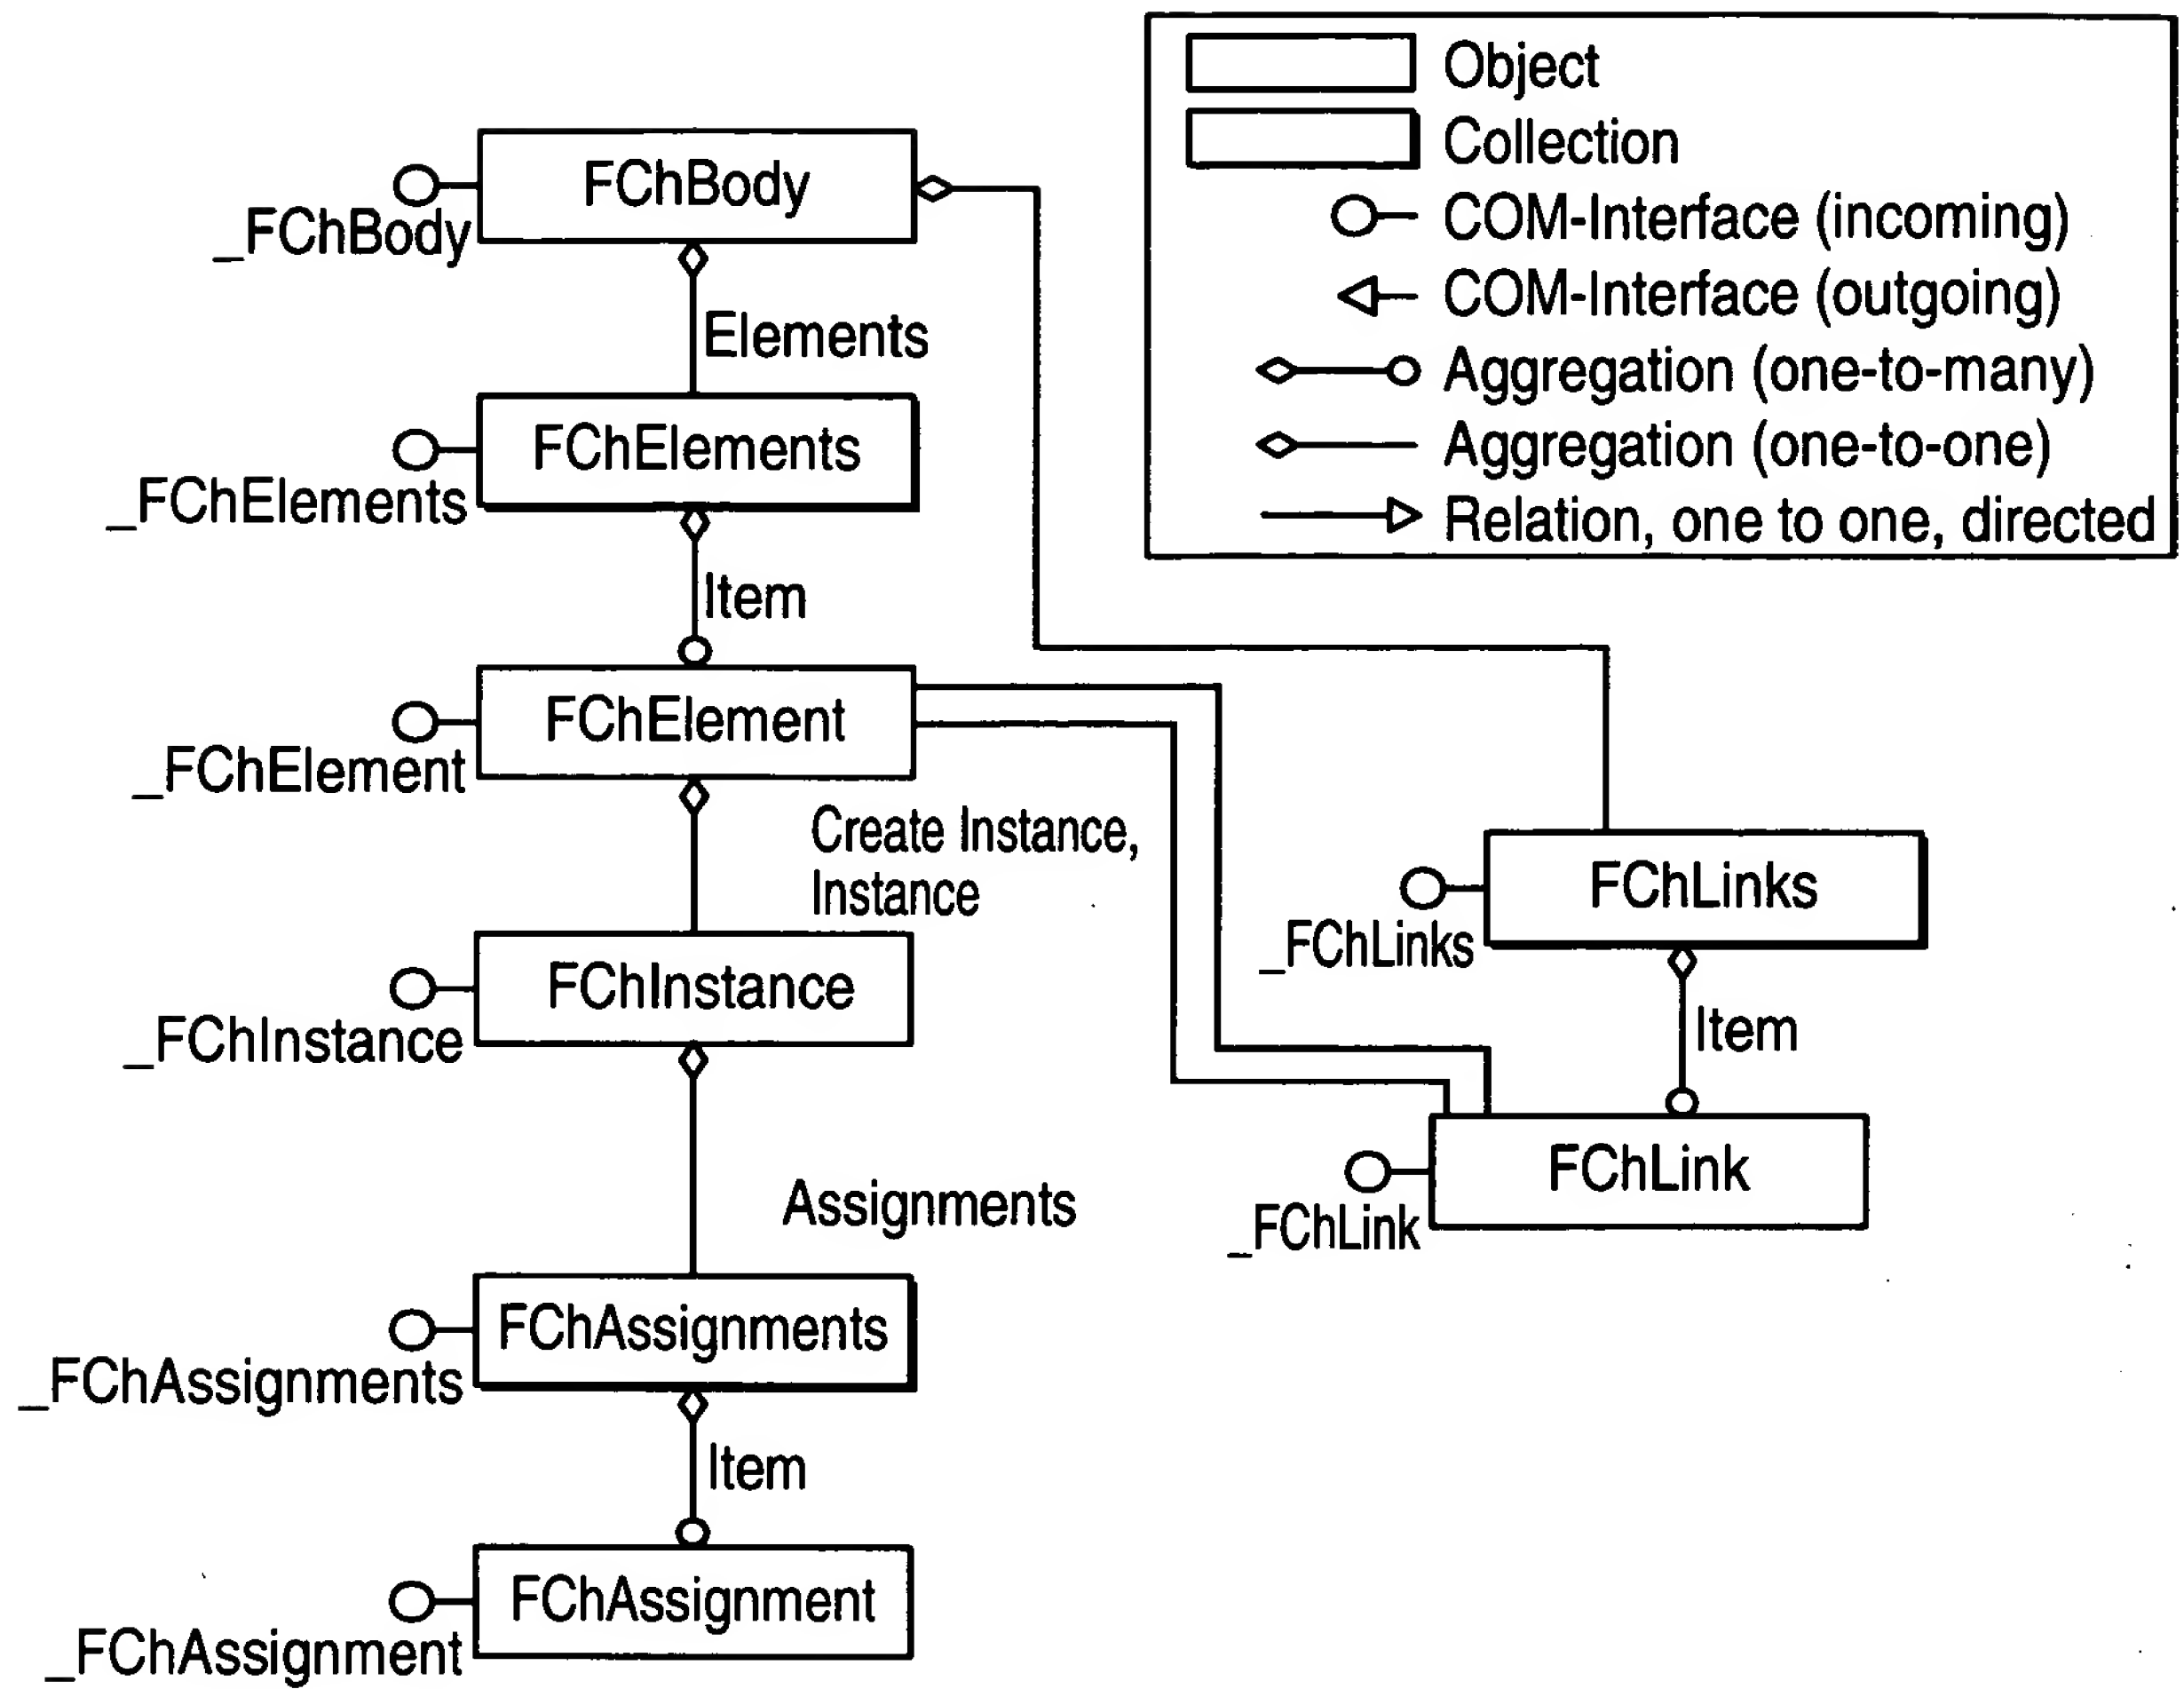 Object
Collection
COM-Interface (incoming)
COM-Interface (outgoing)
Aggregation (one-to-many)
Aggregation (one-to-one)
Relation, one to one, directed
FChBody
_FChBody
Elements
FChElements
_FChElements
Item
FChElement
_FChElement
Create Instance,
Instance
FChInstance
_FChInstance
Assignments
FChAssignments
_FChAssignments
Item
FChAssignment
_FChAssignment
FChLinks
_FChLinks
Item
FChLink
_FChLink